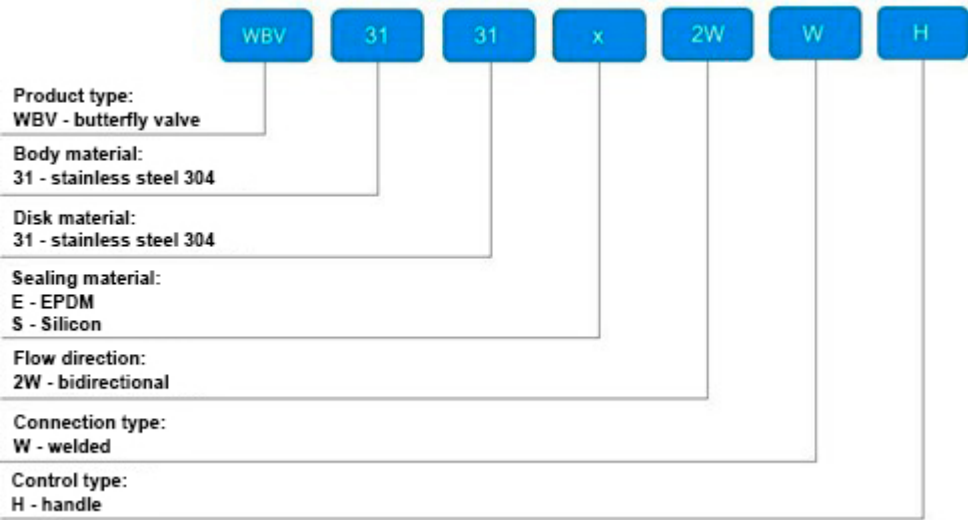 WBV 31 31 x 2W W H
Product type:
WBV - butterfly valve
Body material:
31 - stainless steel 304
Disk material:
31 - stainless steel 304
Sealing material:
E - EPDM
S - Silicon
Flow direction:
2W - bidirectional
Connection type:
W - welded
Control type:
H - handle